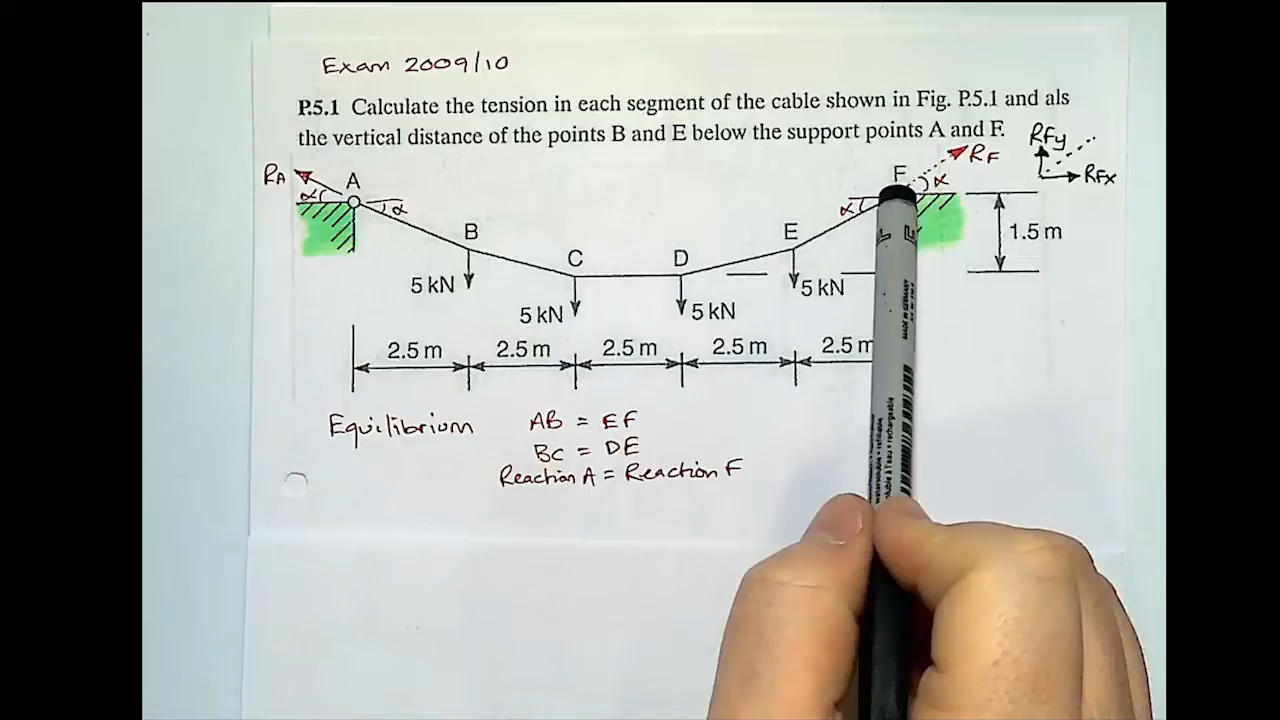 Exam 2009/10
P.5.1 Calculate the tension in each segment of the cable shown in Fig. P.5.1 and als
the vertical distance of the points B and E below the support points A and F.
RA α A α B C D E α F α RF RFy RFx
1.5 m
5 kN 5 kN 5 kN 5 kN
2.5 m 2.5 m 2.5 m 2.5 m 2.5 m
Equilibrium AB = EF
BC = DE
Reaction A = Reaction F
MADE IN GERMANY